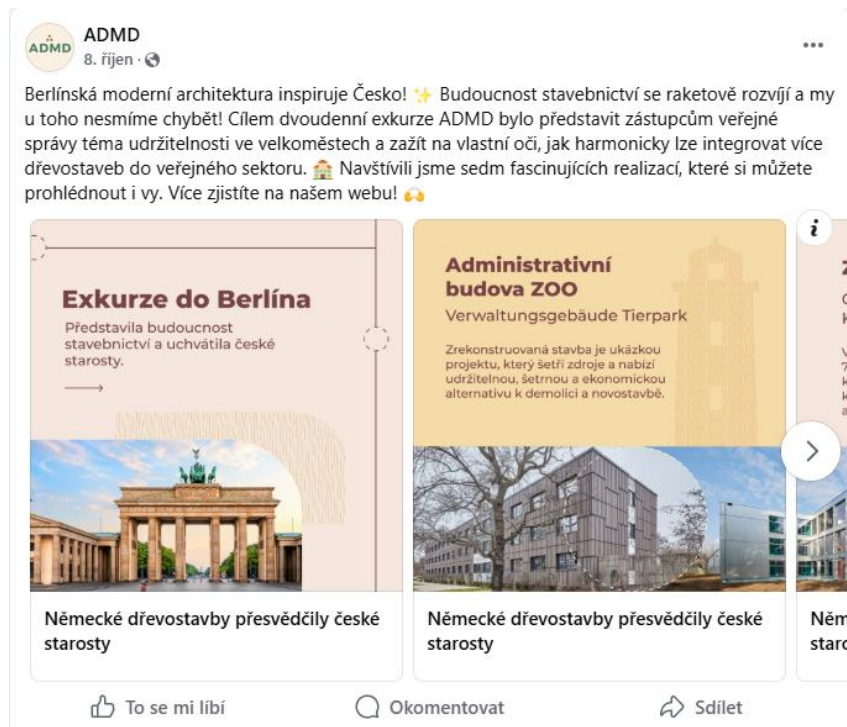 ADMD
ADMD
8. říjen ·
Berlínská moderní architektura inspiruje Česko! ✨ Budoucnost stavebnictví se raketově rozvíjí a my
u toho nesmíme chybět! Cílem dvoudenní exkurze ADMD bylo představit zástupcům veřejné
správy téma udržitelnosti ve velkoměstech a zažít na vlastní oči, jak harmonicky lze integrovat více
dřevostaveb do veřejného sektoru. 🏠 Navštívili jsme sedm fascinujících realizací, které si můžete
prohlédnout i vy. Více zjistíte na našem webu! 🙌
Exkurze do Berlína
Představila budoucnost
stavebnictví a uchvátila české
starosty.
Administrativní
budova ZOO
Verwaltungsgebäude Tierpark
Zrekonstruovaná stavba je ukázkou
projektu, který šetří zdroje a nabízí
udržitelnou, šetrnou a ekonomickou
alternativu k demolici a novostavbě.
Německé dřevostavby přesvědčily české
starosty
Německé dřevostavby přesvědčily české
starosty
Něm
staro
To se mi líbí
Okomentovat
Sdílet